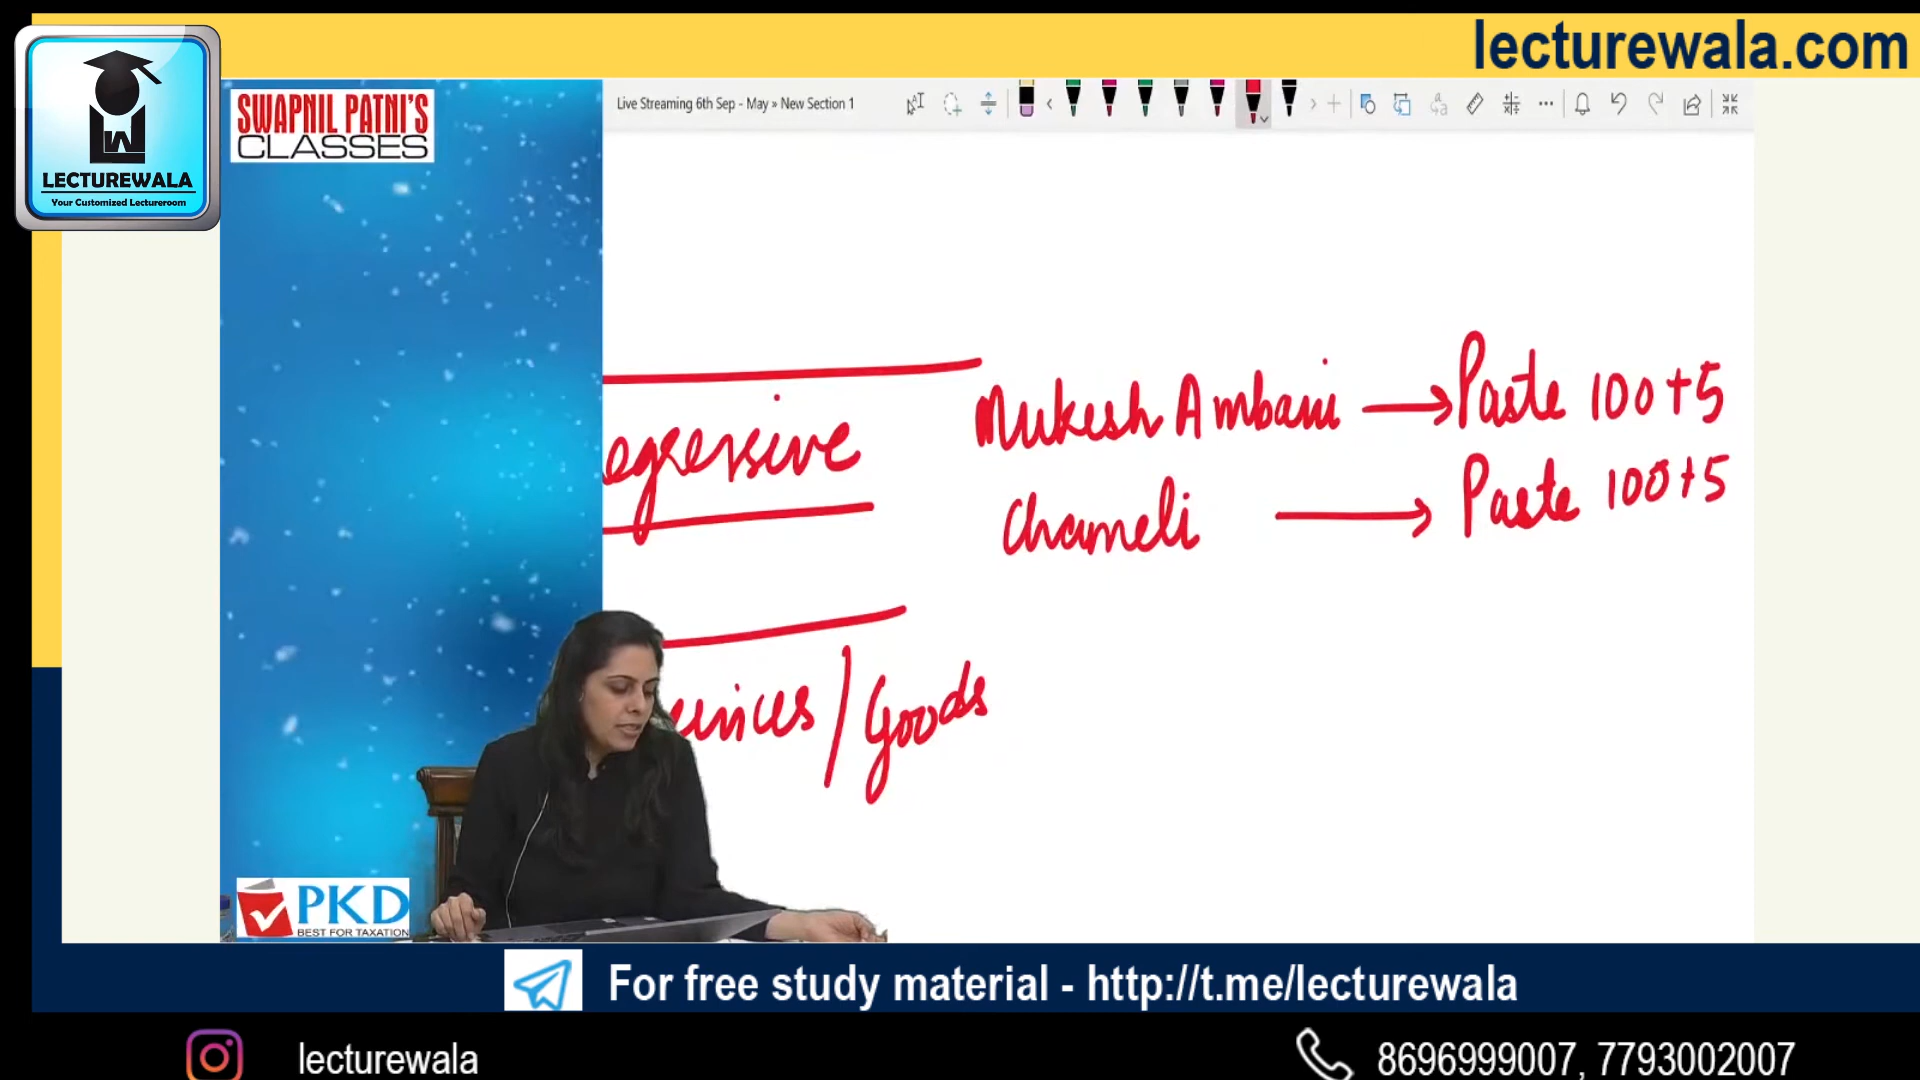 lecturewala.com
LW
LECTUREWALA
Your Customized Lectureroom
SWAPNIL PATNI'S
CLASSES
Live Streaming 6th Sep - May » New Section 1
Mukesh Ambani → Paste 100+5
egressive
Chameli → Paste 100+5
ervices / Goods
PKD
BEST FOR TAXATION
For free study material - http://t.me/lecturewala
lecturewala
8696999007, 7793002007